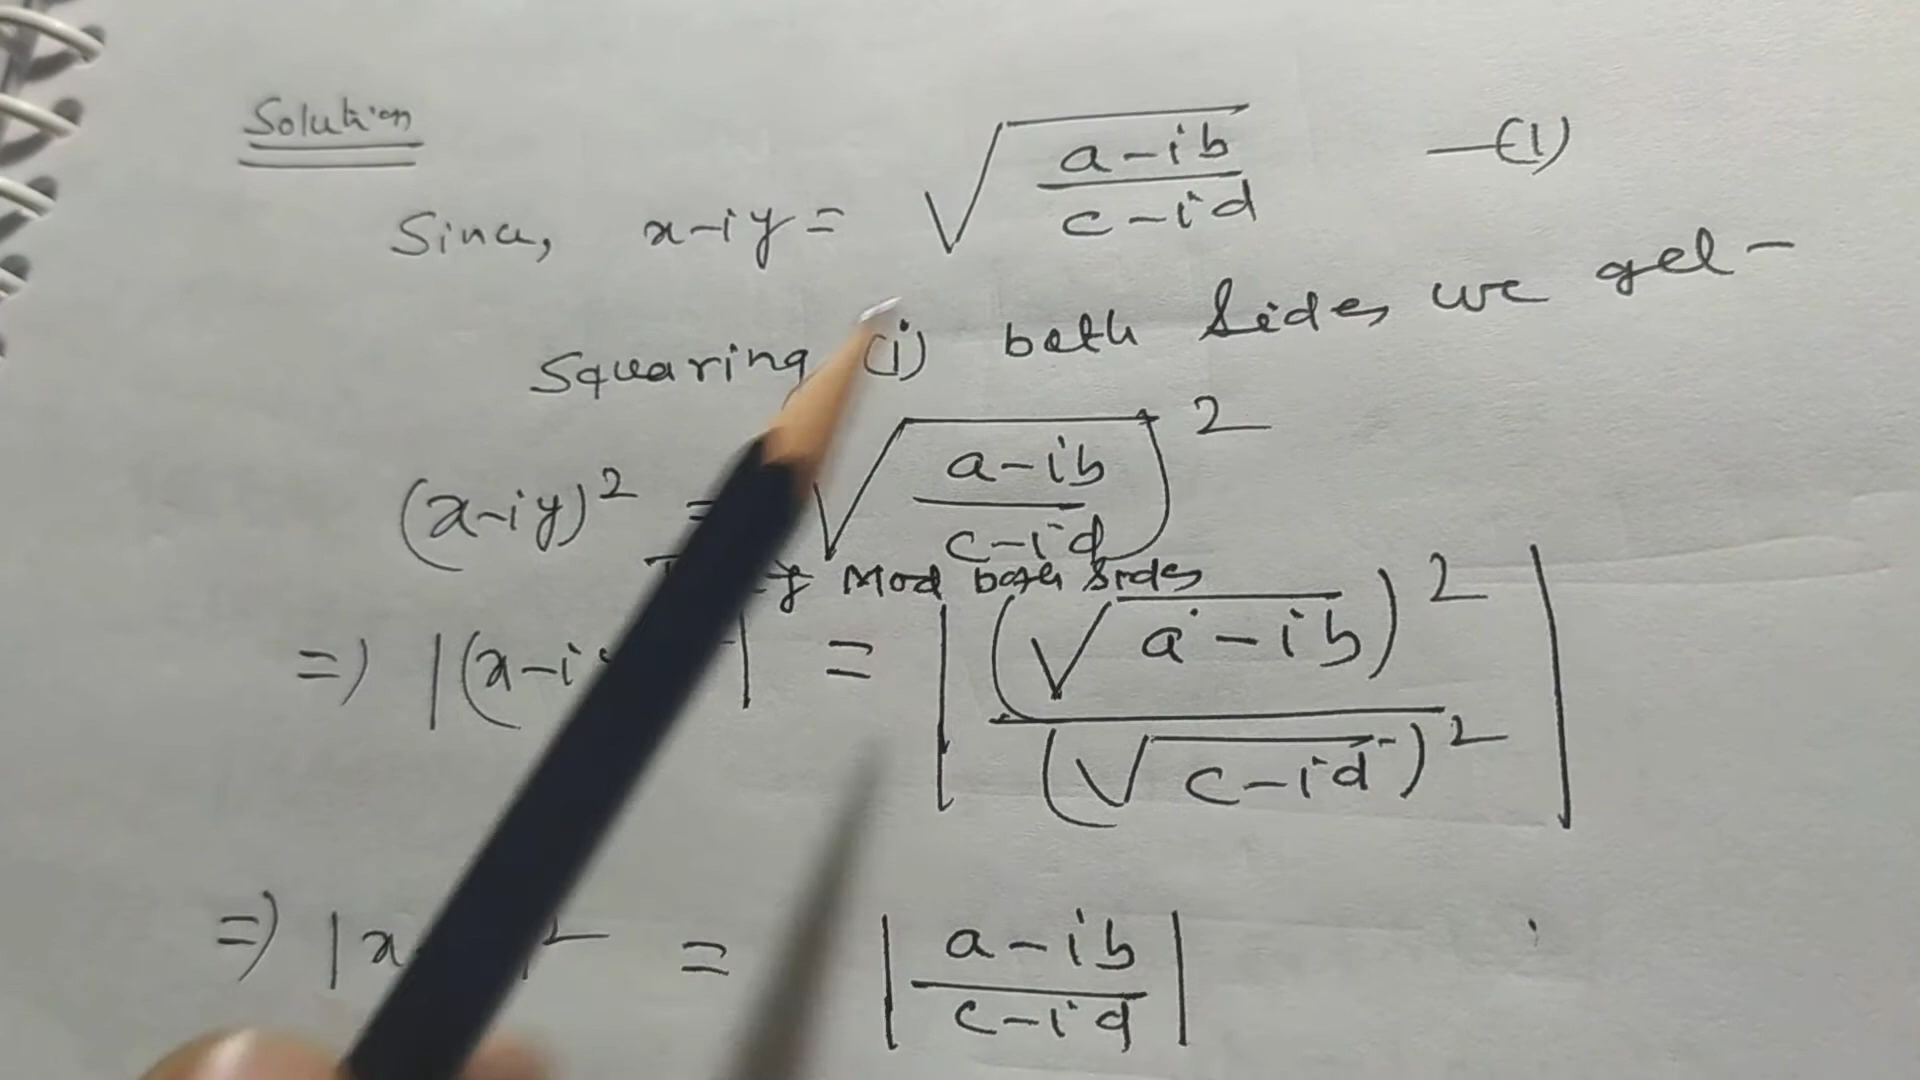 Solution
Since, x-iy = √(a-ib / c-id) —(1)
Squaring (i) both sides we get -
(x-iy)² = (√(a-ib / c-id))²
Mod both sides
=> |(x-i | = |(√a-ib)² / (√c-id)²|
=> |x |² = |a-ib / c-id|